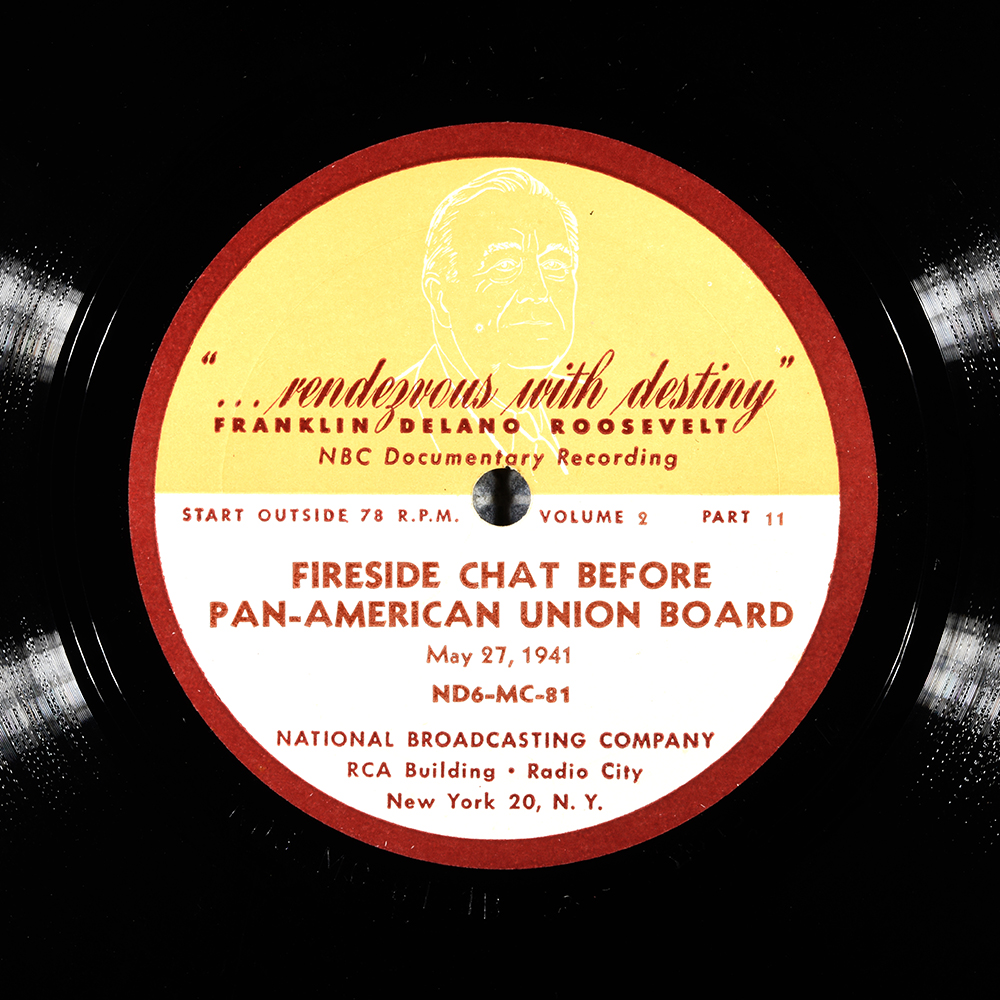 "...rendezvous with destiny"
FRANKLIN DELANO ROOSEVELT
NBC Documentary Recording
START OUTSIDE 78 R.P.M. VOLUME 2 PART 11
FIRESIDE CHAT BEFORE
PAN-AMERICAN UNION BOARD
May 27, 1941
ND6-MC-81
NATIONAL BROADCASTING COMPANY
RCA Building • Radio City
New York 20, N. Y.